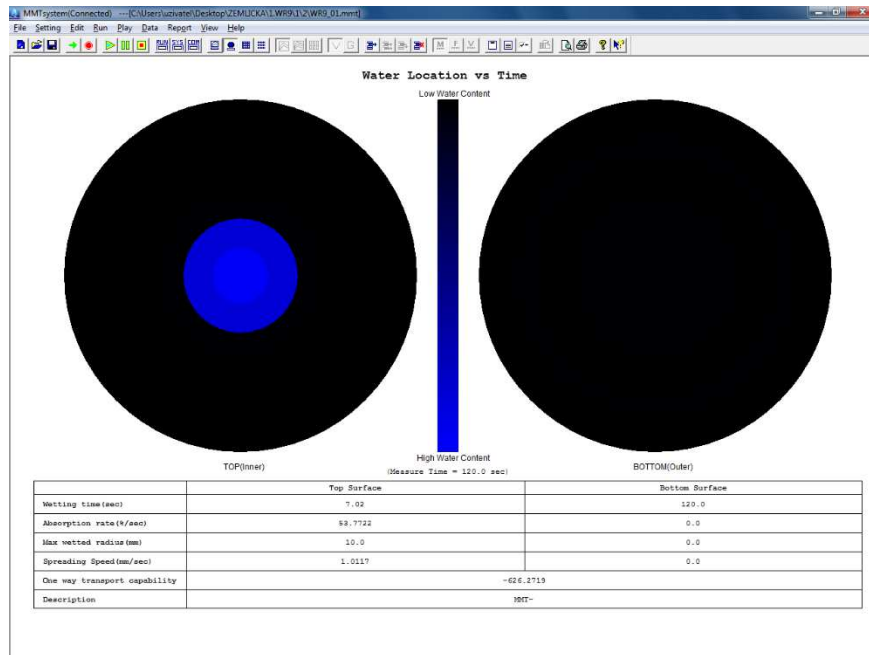 MMTsystem(Connected) ---[C:\Users\uzivatel\Desktop\ZEMLICKA\1.WR9\1\2\WR9_01.mmt]
File Setting Edit Run Play Data Report View Help
Water Location vs Time
Low Water Content
High Water Content
TOP(Inner)
(Measure Time = 120.0 sec)
BOTTOM(Outer)
Top Surface Bottom Surface
Wetting time(sec) 7.02 120.0
Absorption rate(%/sec) 53.7722 0.0
Max wetted radius(mm) 10.0 0.0
Spreading Speed(mm/sec) 1.0117 0.0
One way transport capability -626.2719
Description MMT-